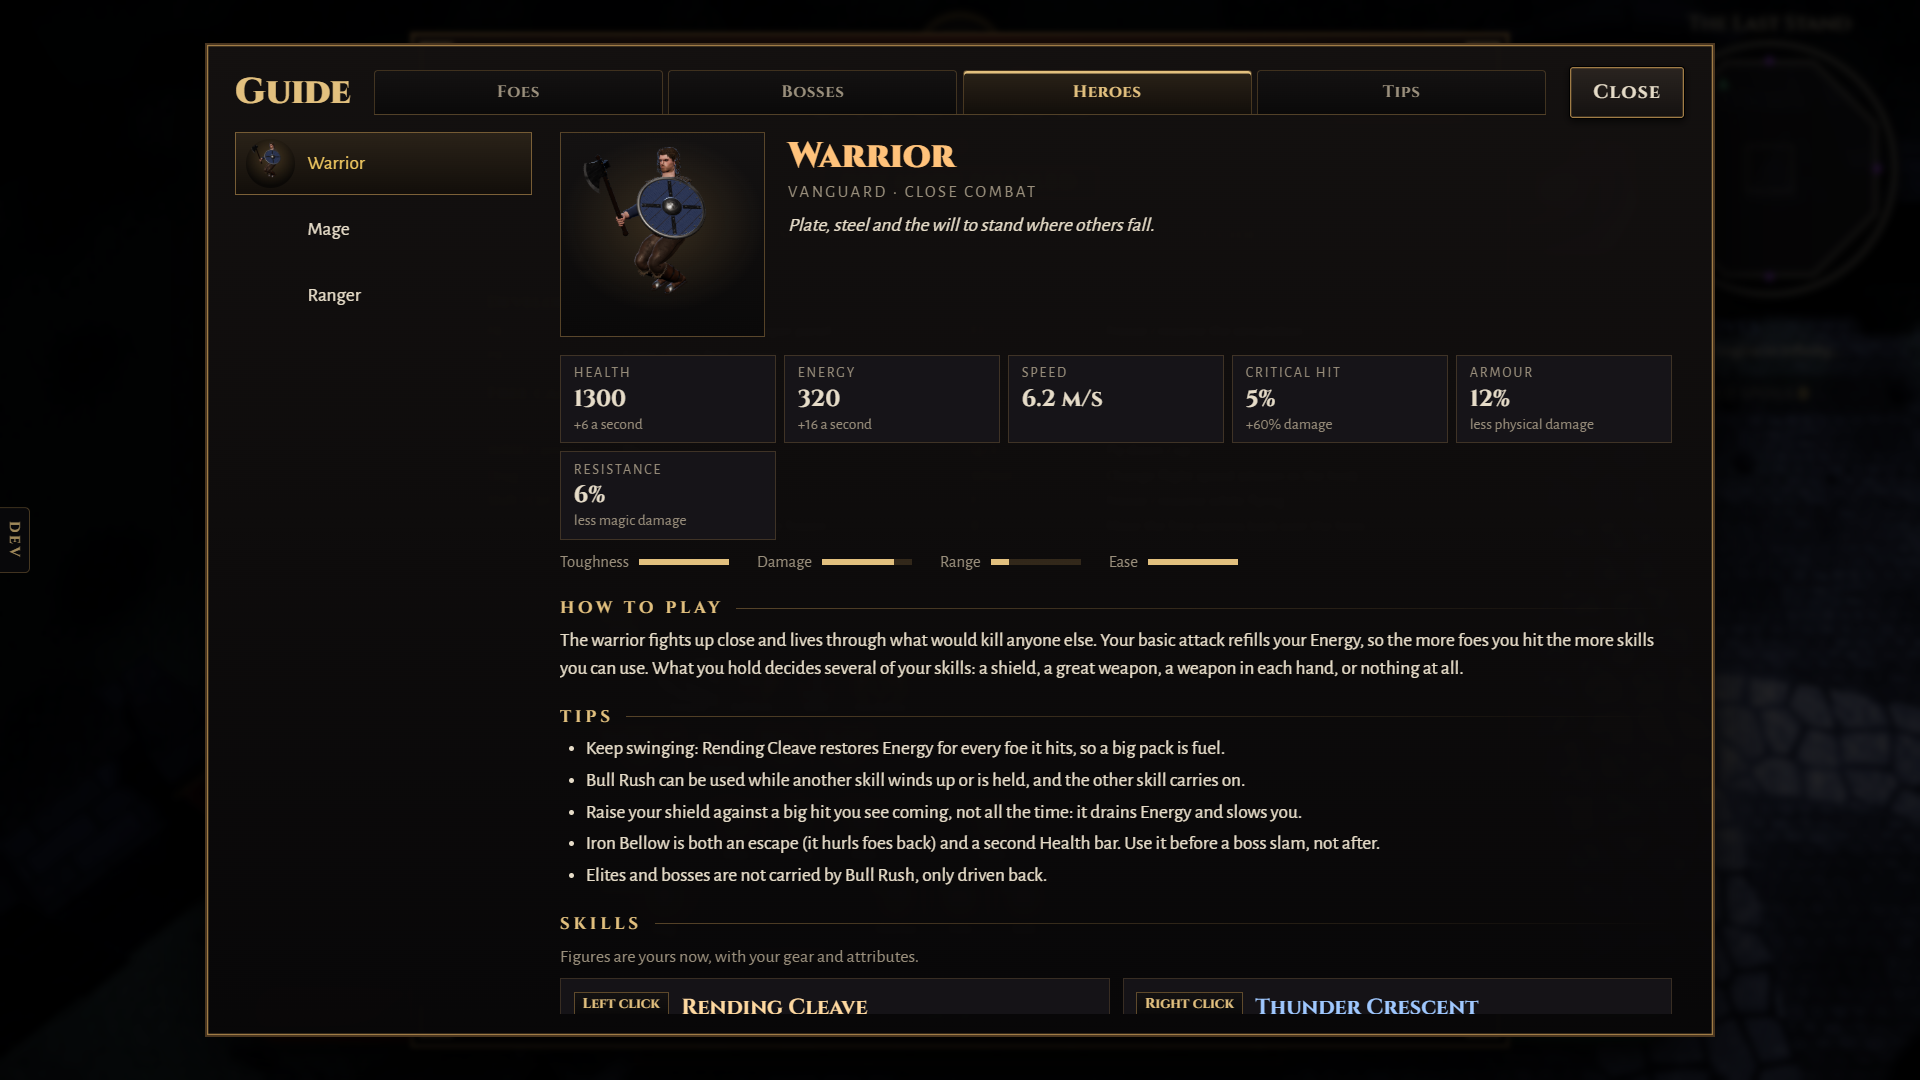 THE LAST STAND
GUIDE
FOES
BOSSES
HEROES
TIPS
CLOSE
Warrior
Mage
Ranger
WARRIOR
VANGUARD · CLOSE COMBAT
Plate, steel and the will to stand where others fall.
HEALTH
1300
+6 a second
ENERGY
320
+16 a second
SPEED
6.2 M/S
CRITICAL HIT
5%
+60% damage
ARMOUR
12%
less physical damage
RESISTANCE
6%
less magic damage
DEV
Toughness
Damage
Range
Ease
HOW TO PLAY
The warrior fights up close and lives through what would kill anyone else. Your basic attack refills your Energy, so the more foes you hit the more skills
you can use. What you hold decides several of your skills: a shield, a great weapon, a weapon in each hand, or nothing at all.
TIPS
• Keep swinging: Rending Cleave restores Energy for every foe it hits, so a big pack is fuel.
• Bull Rush can be used while another skill winds up or is held, and the other skill carries on.
• Raise your shield against a big hit you see coming, not all the time: it drains Energy and slows you.
• Iron Bellow is both an escape (it hurls foes back) and a second Health bar. Use it before a boss slam, not after.
• Elites and bosses are not carried by Bull Rush, only driven back.
SKILLS
Figures are yours now, with your gear and attributes.
LEFT CLICK RENDING CLEAVE
RIGHT CLICK THUNDER CRESCENT